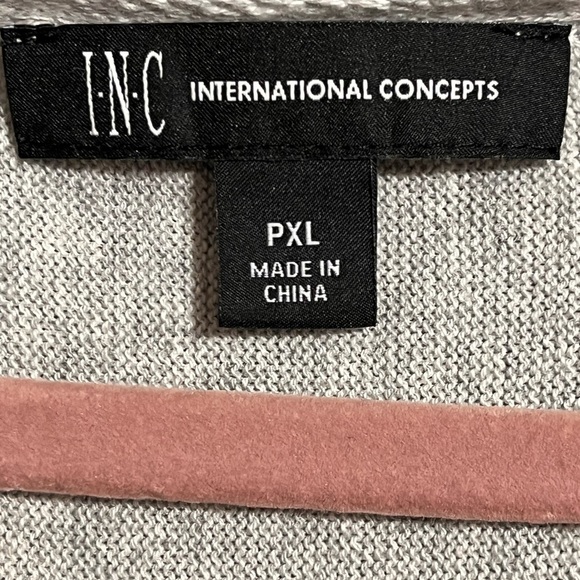 I·N·C INTERNATIONAL CONCEPTS
PXL
MADE IN
CHINA